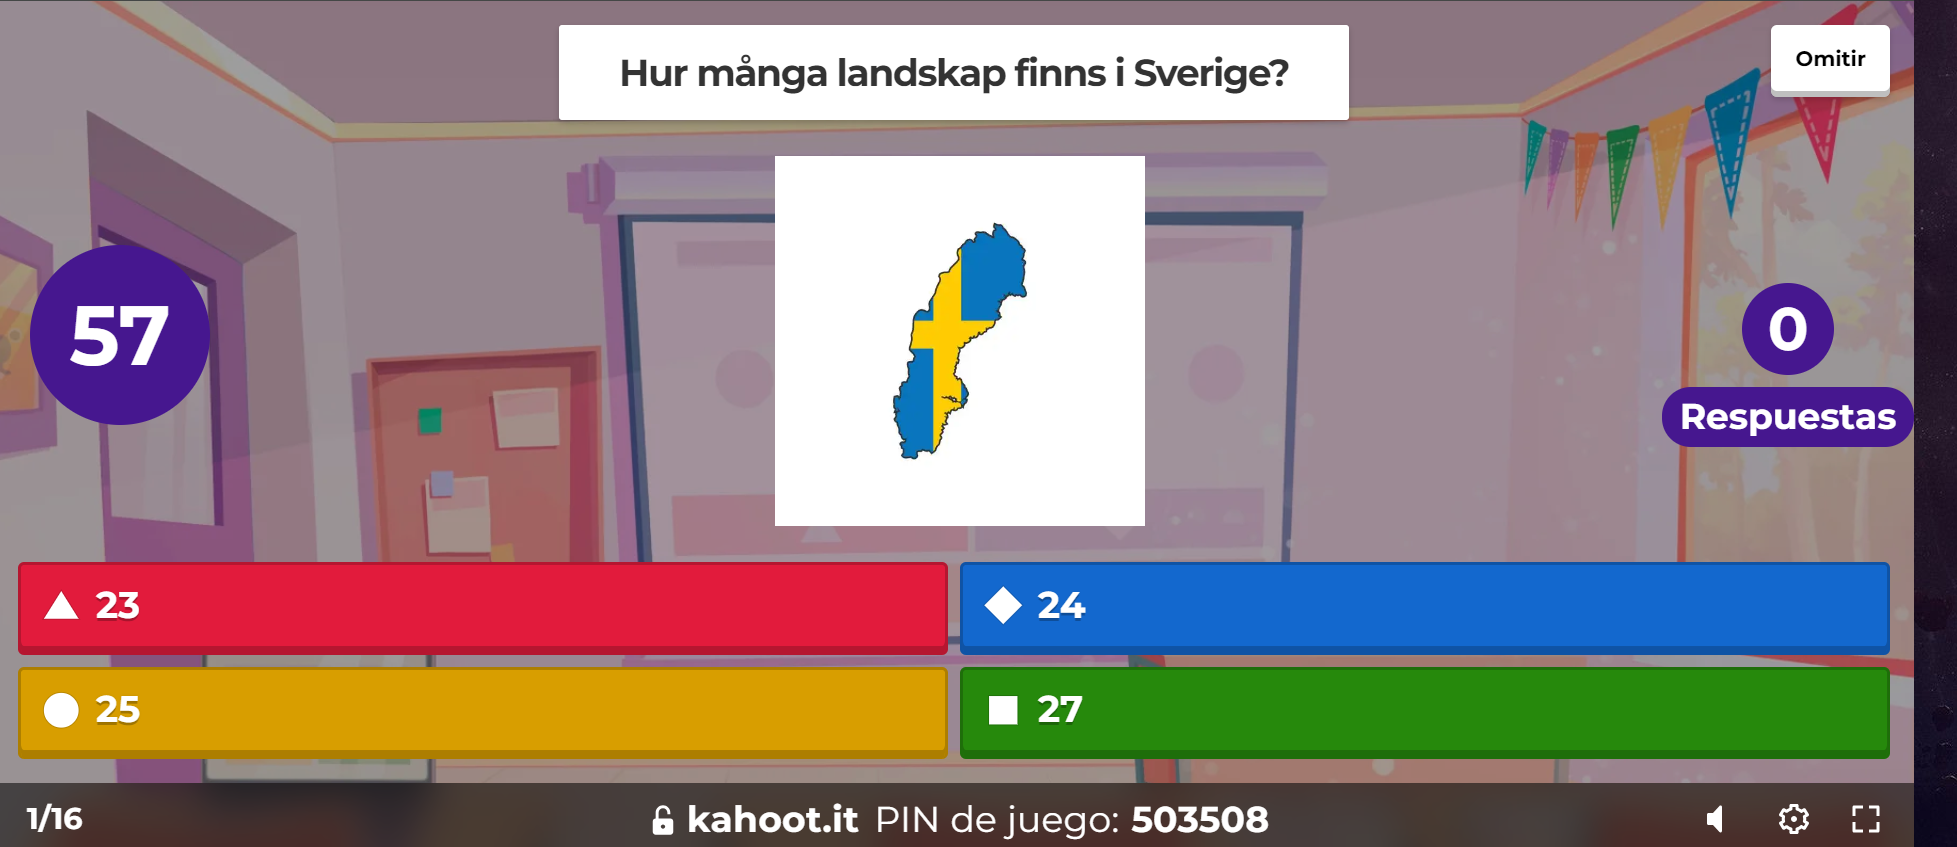 Hur många landskap finns i Sverige?
Omitir
57
0
Respuestas
23
24
25
27
1/16
kahoot.it PIN de juego: 503508